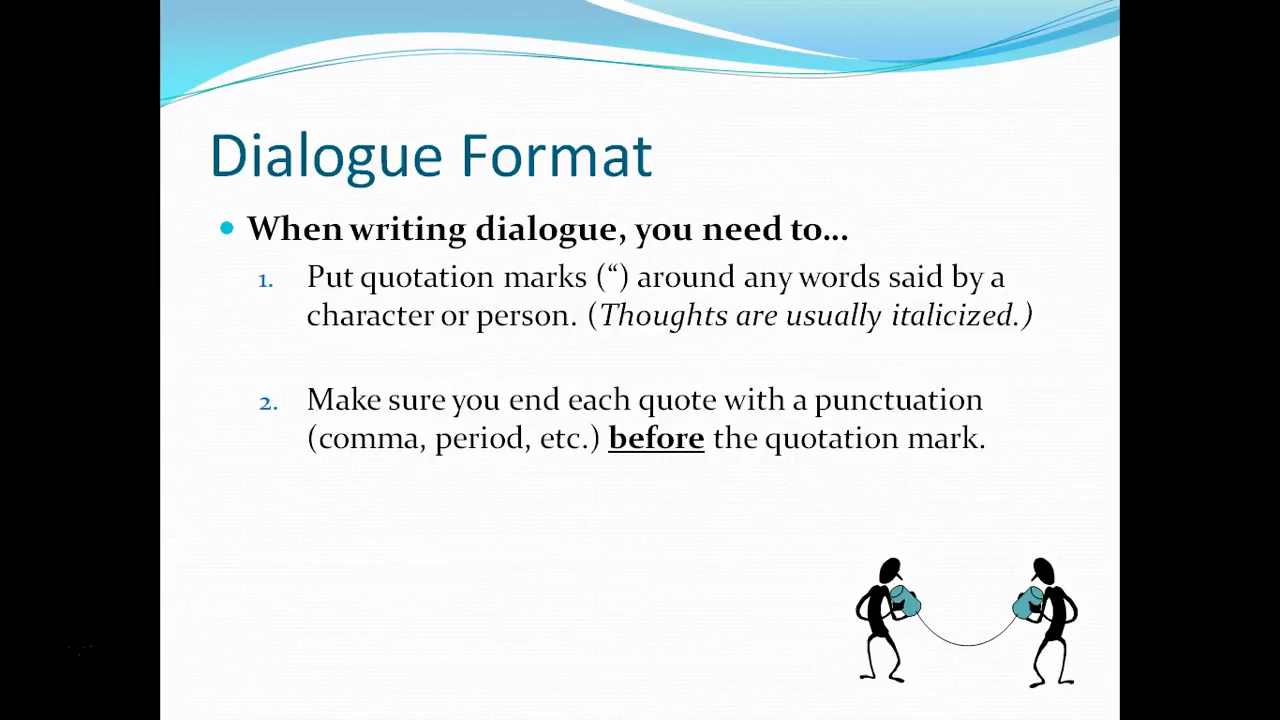 Dialogue Format
When writing dialogue, you need to…
1. Put quotation marks (“) around any words said by a
character or person. (Thoughts are usually italicized.)
2. Make sure you end each quote with a punctuation
(comma, period, etc.) before the quotation mark.